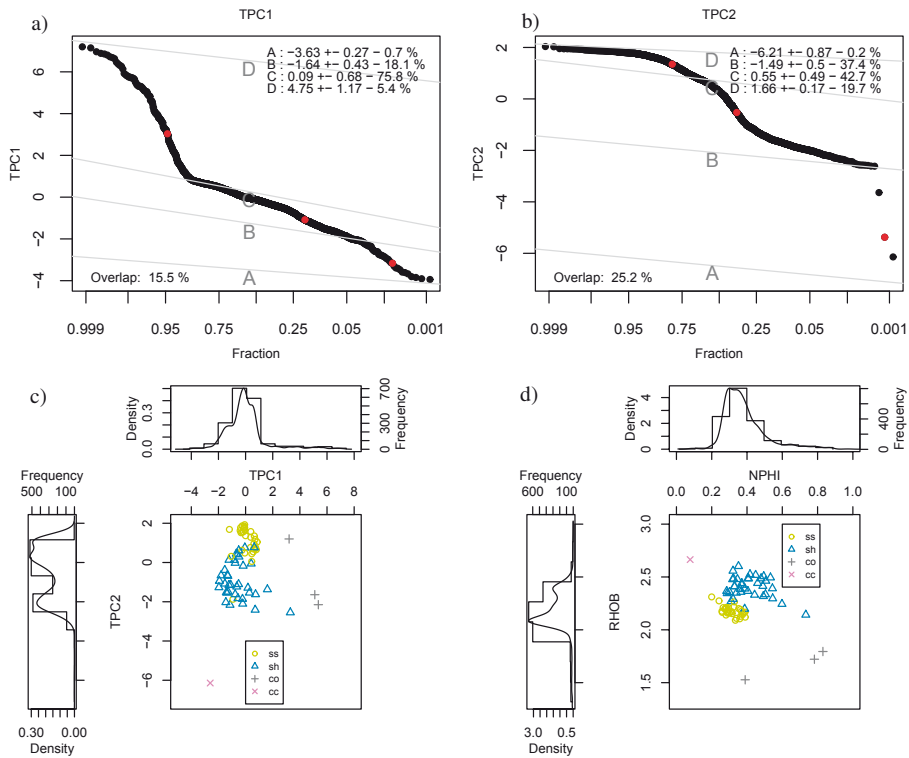 a)
TPC1
A : −3.63 +− 0.27 − 0.7 %
B : −1.64 +− 0.43 − 18.1 %
C : 0.09 +− 0.68 − 75.8 %
D : 4.75 +− 1.17 − 5.4 %
D
C
B
A
Overlap: 15.5 %
TPC1
6
4
2
0
−2
−4
0.999 0.95 0.75 0.25 0.05 0.001
Fraction
b)
TPC2
A : −6.21 +− 0.87 − 0.2 %
B : −1.49 +− 0.5 − 37.4 %
C : 0.55 +− 0.49 − 42.7 %
D : 1.66 +− 0.17 − 19.7 %
D
C
B
A
Overlap: 25.2 %
TPC2
2
0
−2
−4
−6
0.999 0.95 0.75 0.25 0.05 0.001
Fraction
c)
Density
0.0 0.3
Frequency
0 300 700
TPC1
−4 −2 0 2 4 6 8
Frequency
500 100
TPC2
2
0
−2
−4
−6
ss
sh
co
cc
0.30 0.00
Density
d)
Density
0 2 4
Frequency
0 400
NPHI
0.0 0.2 0.4 0.6 0.8 1.0
Frequency
600 100
RHOB
3.0
2.5
2.0
1.5
ss
sh
co
cc
3.0 0.5
Density